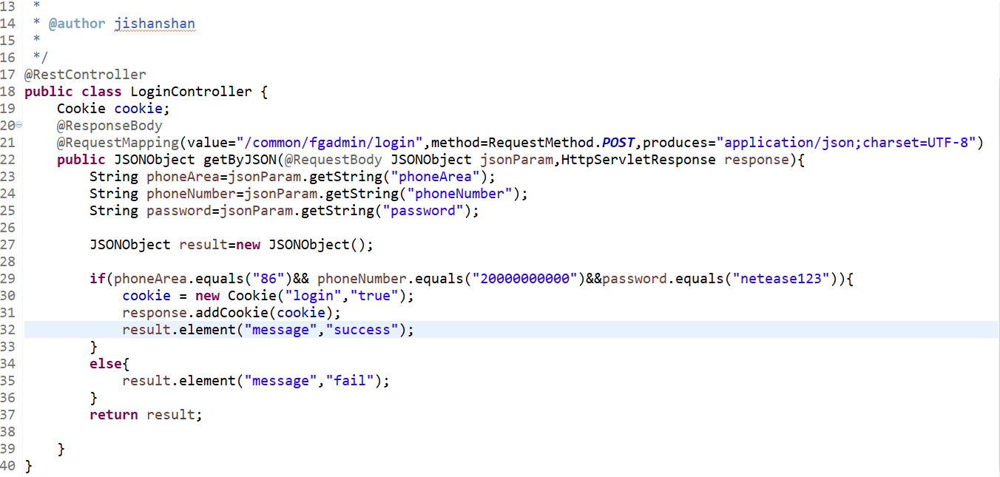 13  *
14  * @author jishanshan
15  *
16  */
17 @RestController
18 public class LoginController {
19     Cookie cookie;
20     @ResponseBody
21     @RequestMapping(value="/common/fgadmin/login",method=RequestMethod.POST,produces="application/json;charset=UTF-8")
22     public JSONObject getByJSON(@RequestBody JSONObject jsonParam,HttpServletResponse response){
23         String phoneArea=jsonParam.getString("phoneArea");
24         String phoneNumber=jsonParam.getString("phoneNumber");
25         String password=jsonParam.getString("password");
26
27         JSONObject result=new JSONObject();
28
29         if(phoneArea.equals("86")&& phoneNumber.equals("20000000000")&&password.equals("netease123")){
30             cookie = new Cookie("login","true");
31             response.addCookie(cookie);
32             result.element("message","success");
33         }
34         else{
35             result.element("message","fail");
36         }
37         return result;
38
39     }
40 }